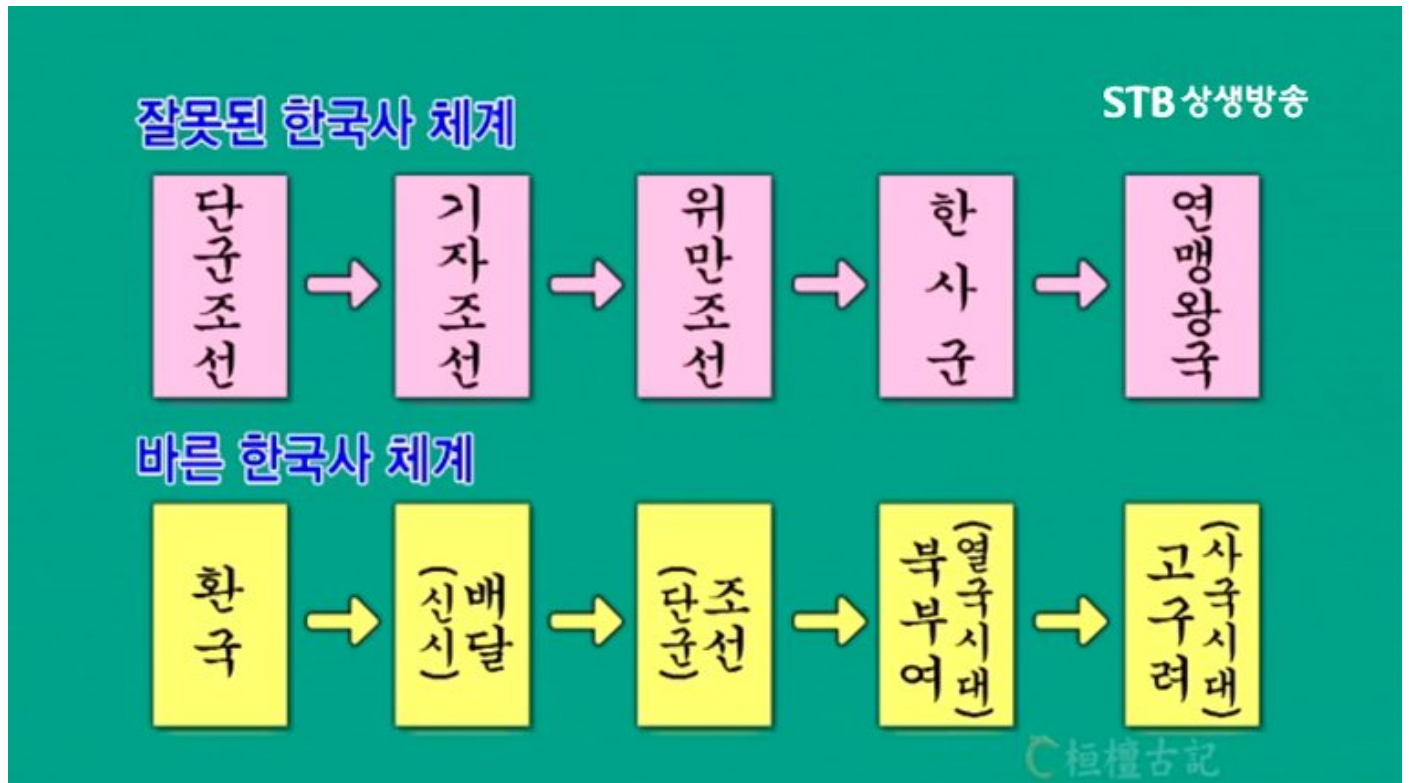 STB 상생방송
잘못된 한국사 체계
단군조선
기자조선
위만조선
한사군
연맹왕국
바른 한국사 체계
환국
배달
(신시)
조선
(단군)
(열국시대)
북부여
(사국시대)
고구려
桓檀古記